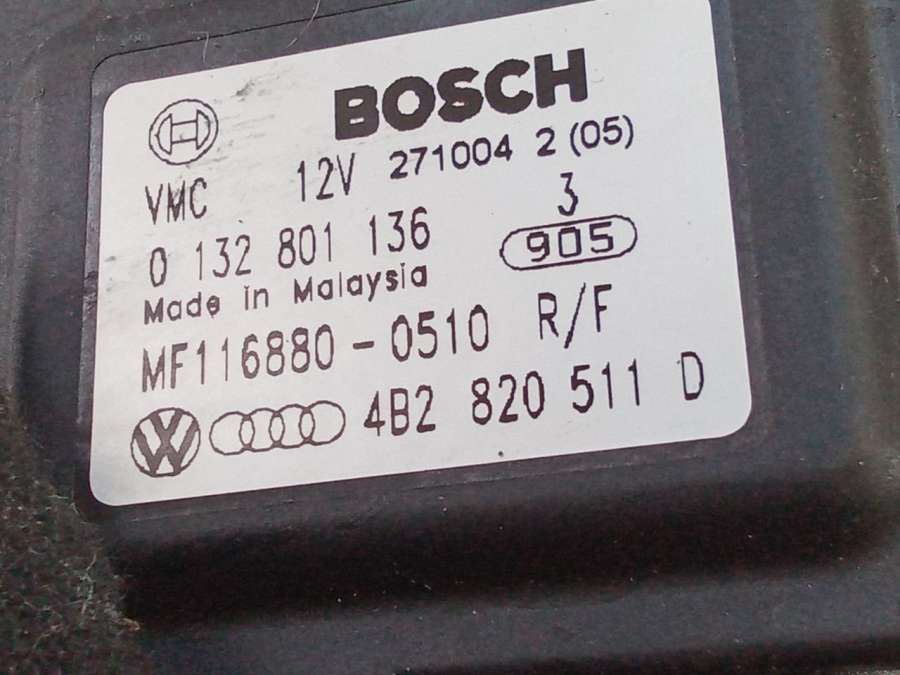 BOSCH
VMC 12V 271004 2 (05)
0 132 801 136 3
905
Made in Malaysia
MF116880-0510 R/F
4B2 820 511 D